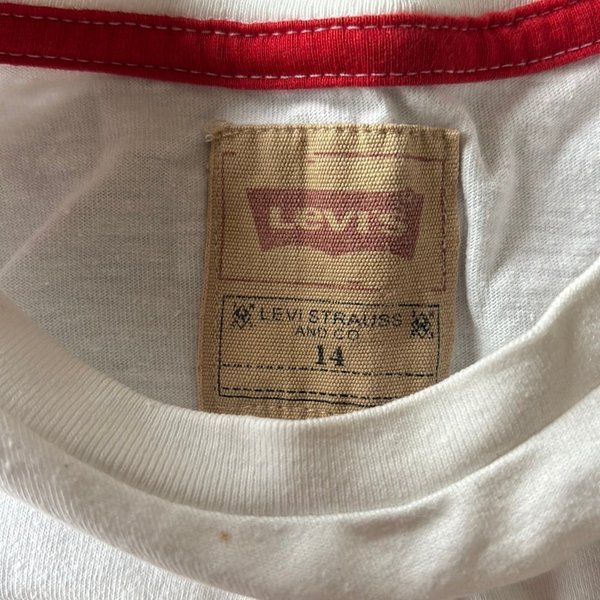 LEVI'S
LEVI STRAUSS
AND CO
14